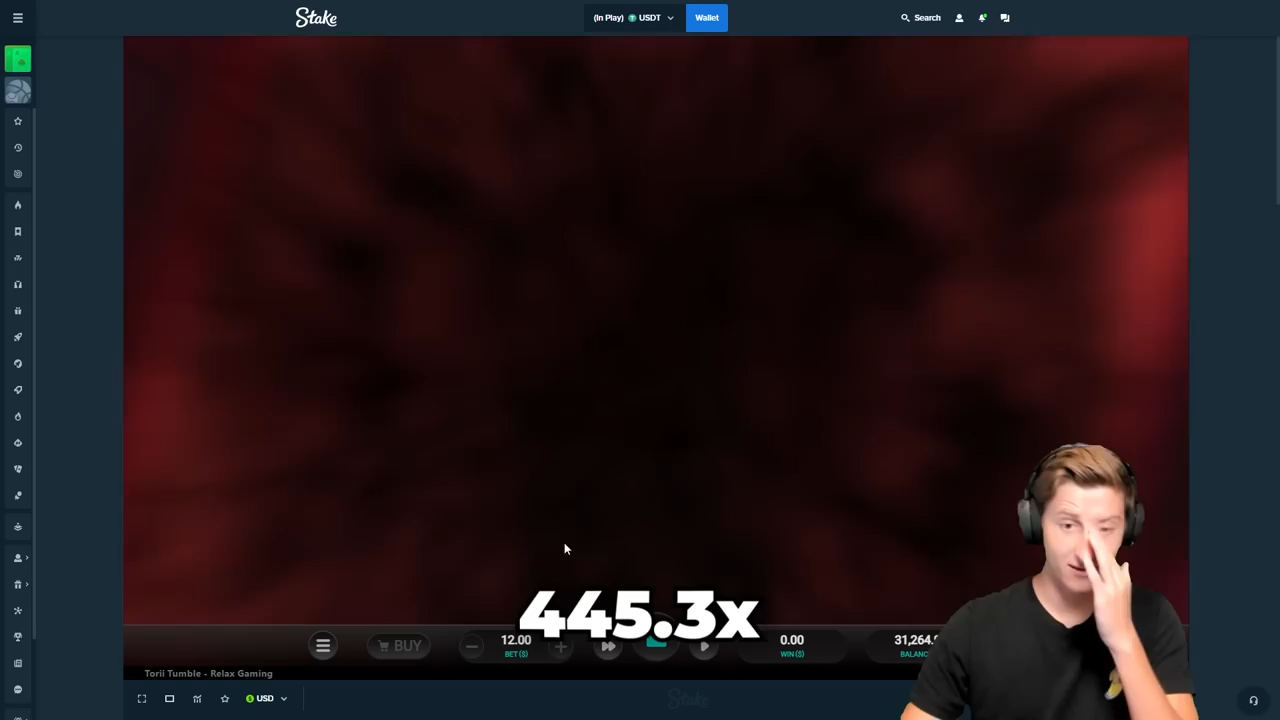 Stake
(In Play) USDT
Wallet
Search
445.3x
BUY
12.00
BET($)
0.00
WIN($)
Torii Tumble - Relax Gaming
USD
Stake